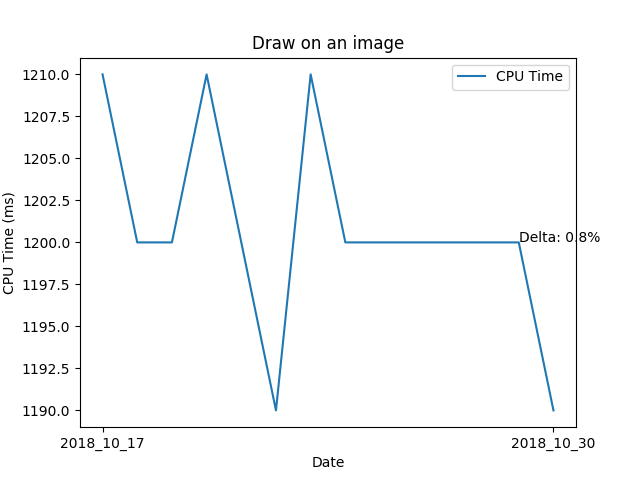 Draw on an image
CPU Time
1210.0
1207.5
1205.0
1202.5
1200.0
1197.5
1195.0
1192.5
1190.0
CPU Time (ms)
Delta: 0.8%
2018_10_17
2018_10_30
Date